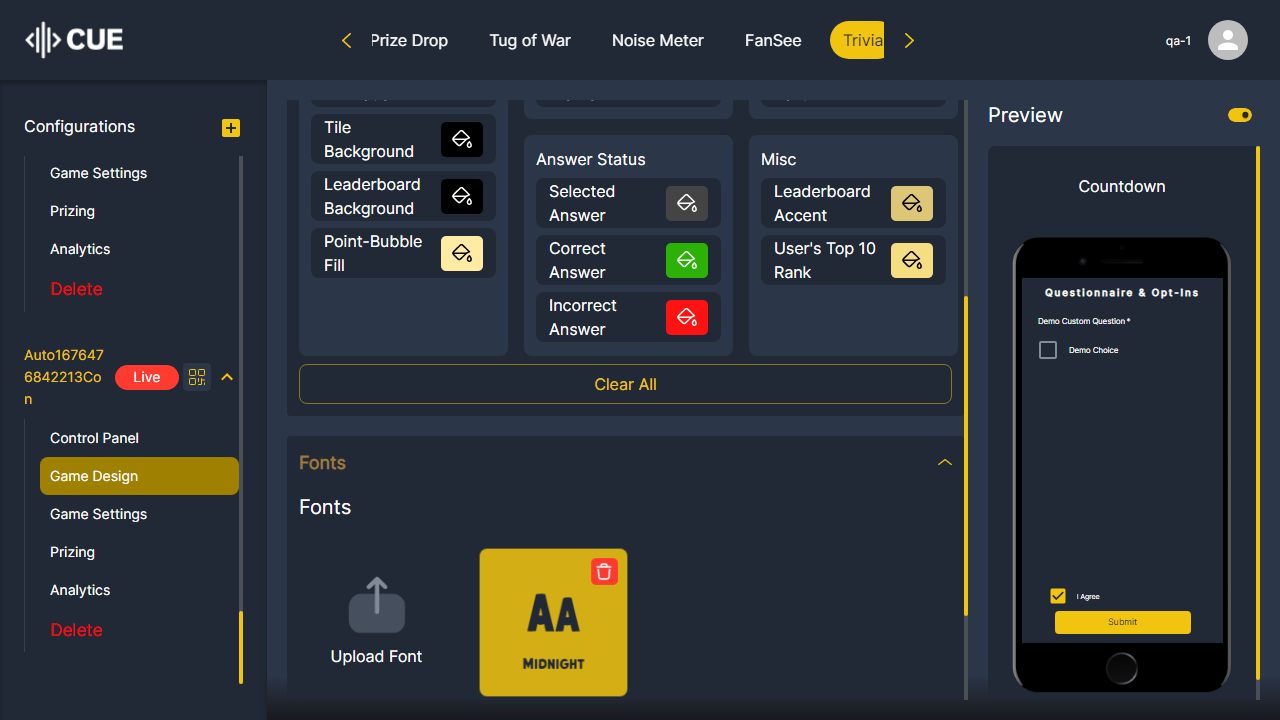 CUE
Prize Drop
Tug of War
Noise Meter
FanSee
Trivia
qa-1
Configurations
Game Settings
Prizing
Analytics
Delete
Auto167647
6842213Co
n
Live
Control Panel
Game Design
Game Settings
Prizing
Analytics
Delete
Tile
Background
Leaderboard
Background
Point-Bubble
Fill
Answer Status
Selected
Answer
Correct
Answer
Incorrect
Answer
Misc
Leaderboard
Accent
User's Top 10
Rank
Clear All
Fonts
Fonts
Upload Font
AA
MIDNIGHT
Preview
Countdown
Questionnaire & Opt-Ins
Demo Custom Question *
Demo Choice
I Agree
Submit